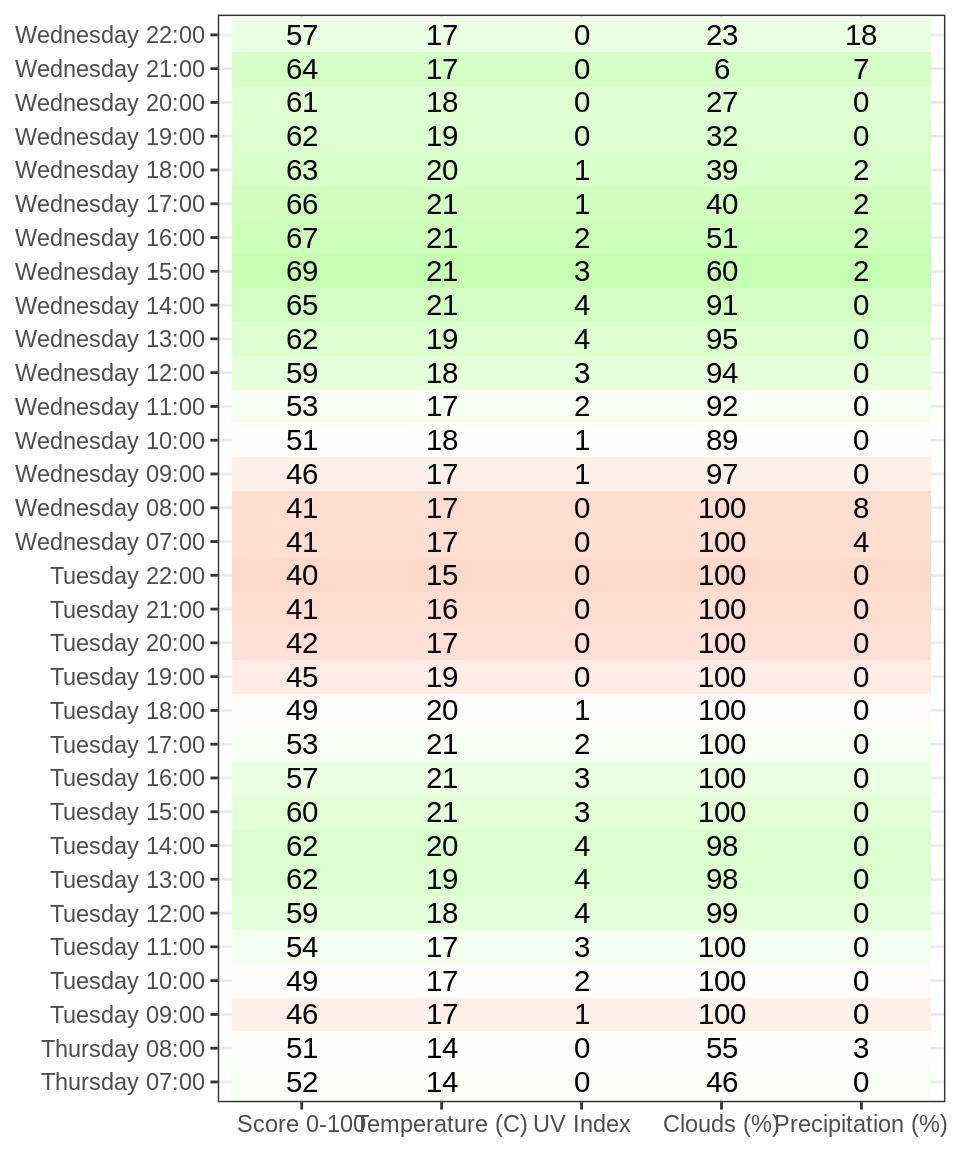 Wednesday 22:00 57 17 0 23 18
Wednesday 21:00 64 17 0 6 7
Wednesday 20:00 61 18 0 27 0
Wednesday 19:00 62 19 0 32 0
Wednesday 18:00 63 20 1 39 2
Wednesday 17:00 66 21 1 40 2
Wednesday 16:00 67 21 2 51 2
Wednesday 15:00 69 21 3 60 2
Wednesday 14:00 65 21 4 91 0
Wednesday 13:00 62 19 4 95 0
Wednesday 12:00 59 18 3 94 0
Wednesday 11:00 53 17 2 92 0
Wednesday 10:00 51 18 1 89 0
Wednesday 09:00 46 17 1 97 0
Wednesday 08:00 41 17 0 100 8
Wednesday 07:00 41 17 0 100 4
Tuesday 22:00 40 15 0 100 0
Tuesday 21:00 41 16 0 100 0
Tuesday 20:00 42 17 0 100 0
Tuesday 19:00 45 19 0 100 0
Tuesday 18:00 49 20 1 100 0
Tuesday 17:00 53 21 2 100 0
Tuesday 16:00 57 21 3 100 0
Tuesday 15:00 60 21 3 100 0
Tuesday 14:00 62 20 4 98 0
Tuesday 13:00 62 19 4 98 0
Tuesday 12:00 59 18 4 99 0
Tuesday 11:00 54 17 3 100 0
Tuesday 10:00 49 17 2 100 0
Tuesday 09:00 46 17 1 100 0
Thursday 08:00 51 14 0 55 3
Thursday 07:00 52 14 0 46 0
Score 0-100 Temperature (C) UV Index Clouds (%) Precipitation (%)